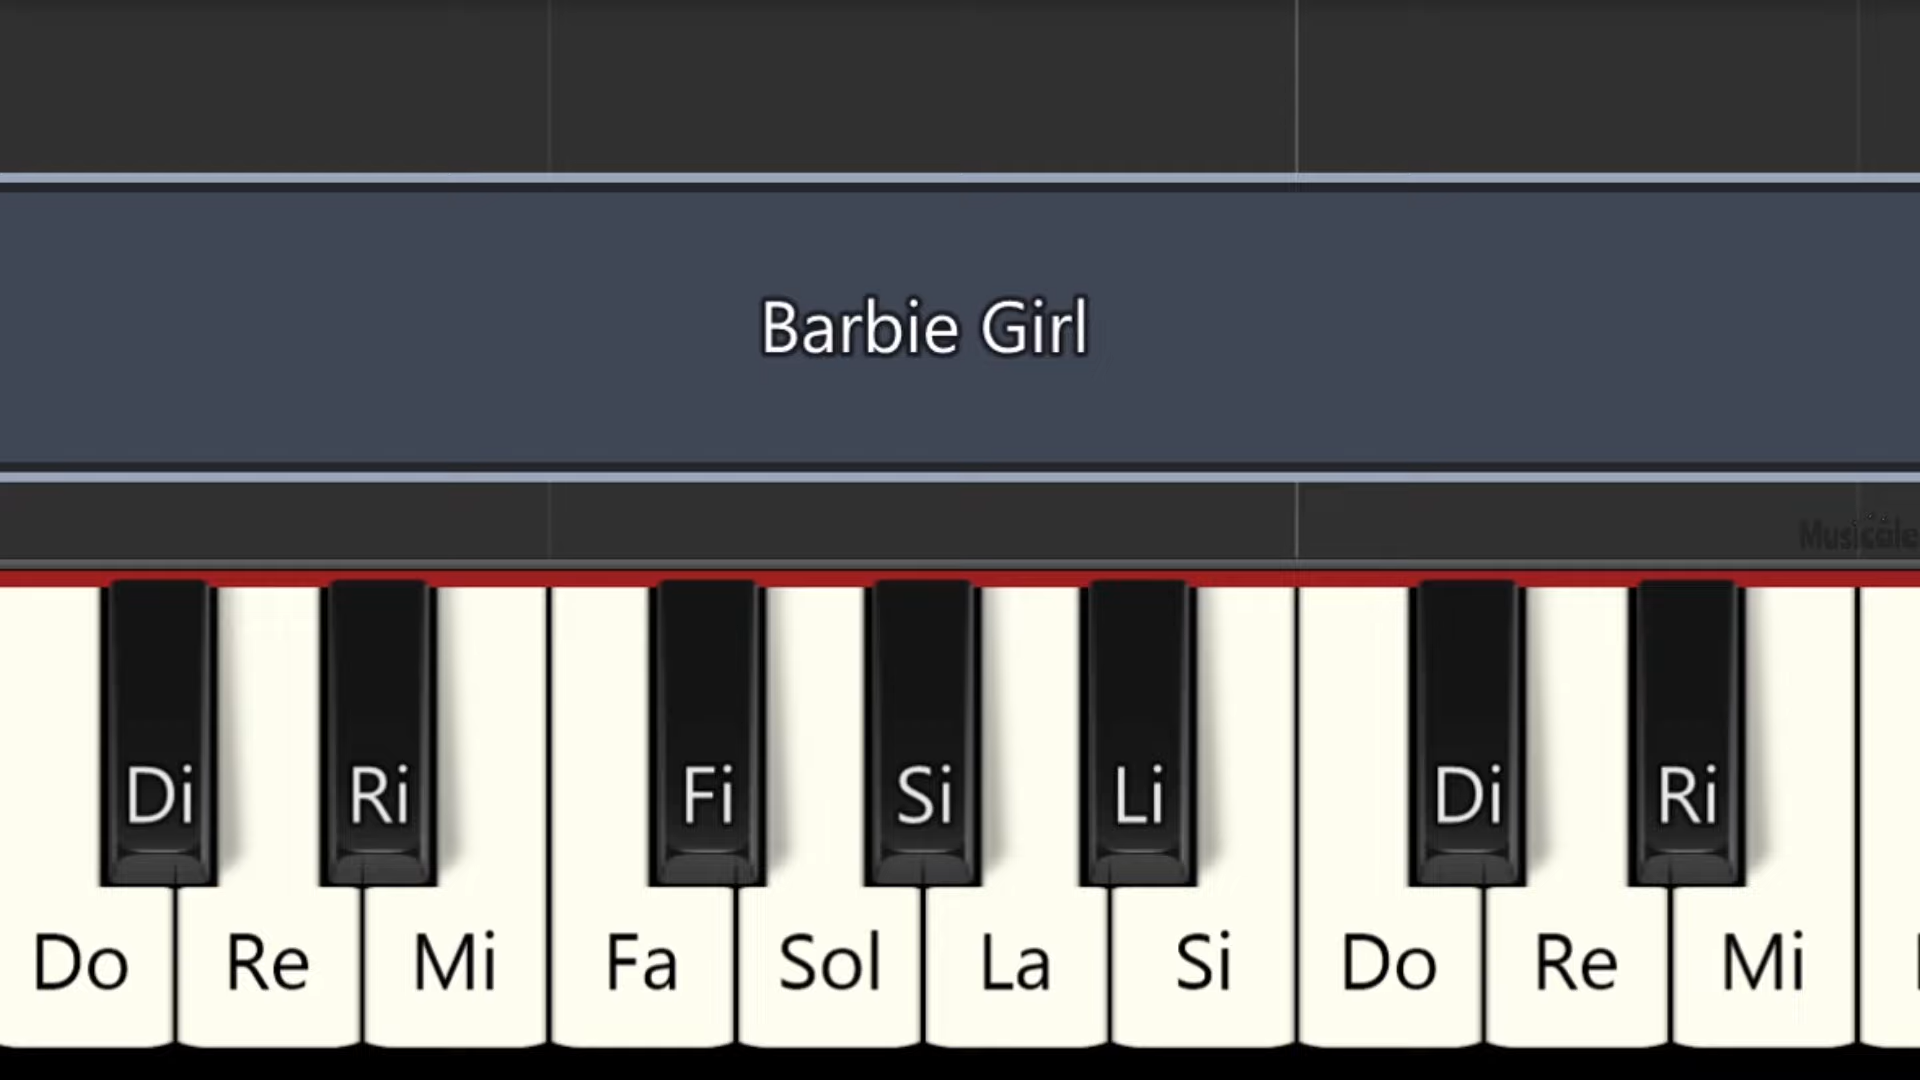 Barbie Girl
Musicale
Di Ri Fi Si Li Di Ri
Do Re Mi Fa Sol La Si Do Re Mi